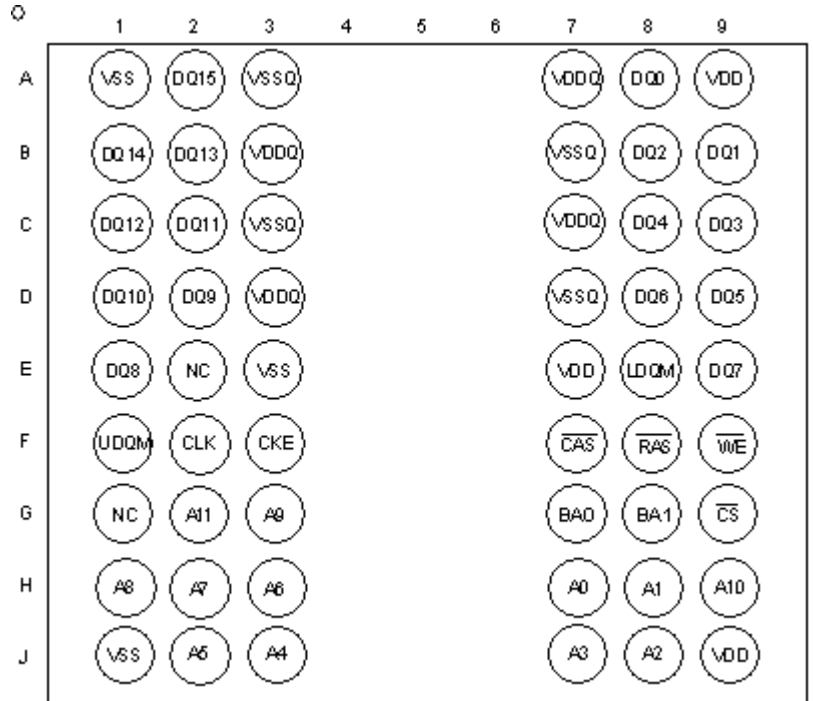 1 2 3 4 5 6 7 8 9
A VSS DQ15 VSSQ VDDQ DQ0 VDD
B DQ14 DQ13 VDDQ VSSQ DQ2 DQ1
C DQ12 DQ11 VSSQ VDDQ DQ4 DQ3
D DQ10 DQ9 VDDQ VSSQ DQ6 DQ5
E DQ8 NC VSS VDD LDQM DQ7
F UDQM CLK CKE CAS RAS WE
G NC A11 A9 BA0 BA1 CS
H A8 A7 A6 A0 A1 A10
J VSS A5 A4 A3 A2 VDD